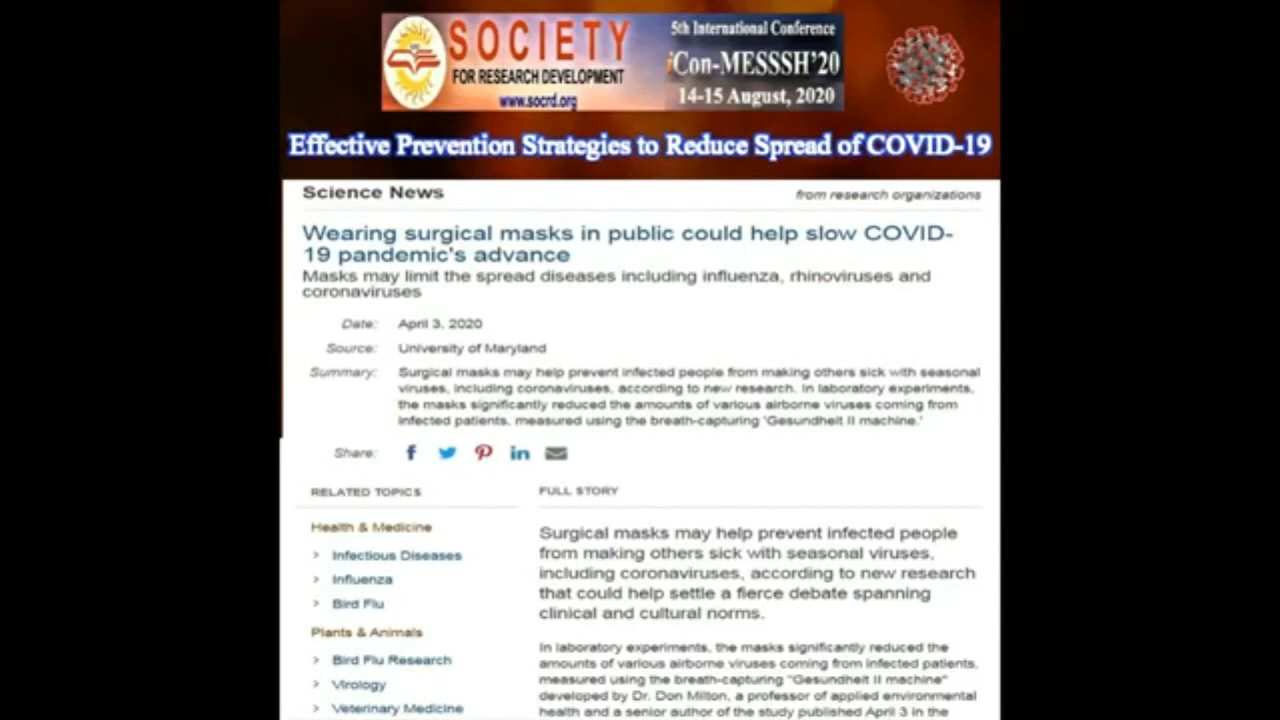 SOCIETY
FOR RESEARCH DEVELOPMENT
www.socrd.org
5th International Conference
iCon-MESSSH'20
14-15 August, 2020
Effective Prevention Strategies to Reduce Spread of COVID-19
Science News
from research organizations
Wearing surgical masks in public could help slow COVID-
19 pandemic's advance
Masks may limit the spread diseases including influenza, rhinoviruses and
coronaviruses
Date: April 3, 2020
Source: University of Maryland
Summary: Surgical masks may help prevent infected people from making others sick with seasonal
viruses, including coronaviruses, according to new research. In laboratory experiments,
the masks significantly reduced the amounts of various airborne viruses coming from
infected patients, measured using the breath-capturing 'Gesundheit II machine.'
Share:
RELATED TOPICS
Health & Medicine
> Infectious Diseases
> Influenza
> Bird Flu
Plants & Animals
> Bird Flu Research
> Virology
> Veterinary Medicine
FULL STORY
Surgical masks may help prevent infected people
from making others sick with seasonal viruses,
including coronaviruses, according to new research
that could help settle a fierce debate spanning
clinical and cultural norms.
In laboratory experiments, the masks significantly reduced the
amounts of various airborne viruses coming from infected patients,
measured using the breath-capturing "Gesundheit II machine"
developed by Dr. Don Milton, a professor of applied environmental
health and a senior author of the study published April 3 in the